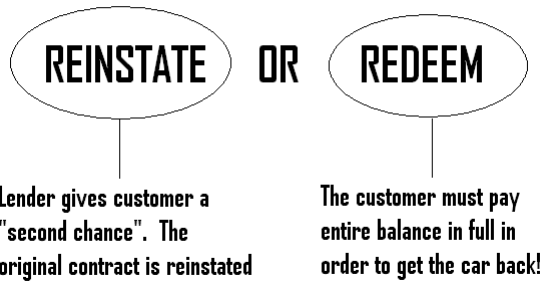 REINSTATE OR REDEEM
Lender gives customer a
"second chance". The
original contract is reinstated
The customer must pay
entire balance in full in
order to get the car back!